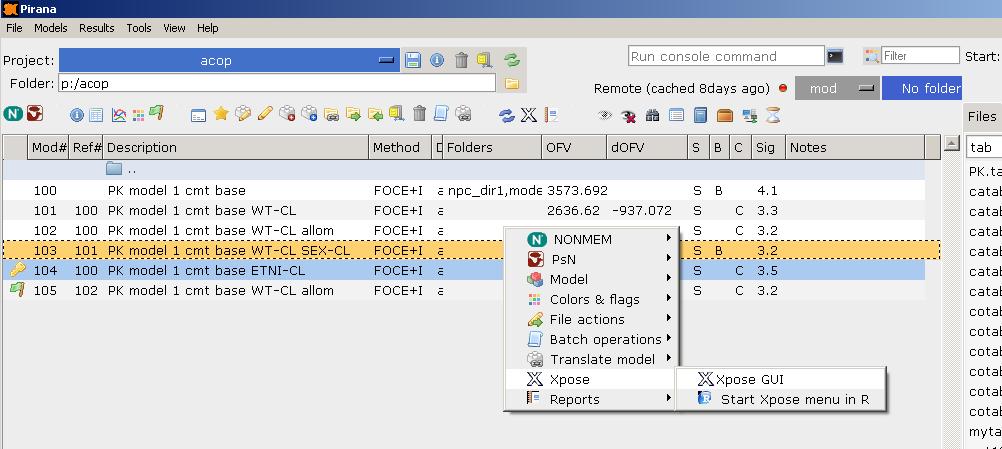 Pirana
File Models Results Tools View Help
Project: acop Run console command Filter Start:
Folder: p:/acop
Remote (cached 8days ago) mod No folder
Files
Mod# Ref# Description Method D Folders OFV dOFV S B C Sig Notes
tab
..
PK.ta
100 PK model 1 cmt base FOCE+I a npc_dir1,mode 3573.692 S B 4.1
catab
101 100 PK model 1 cmt base WT-CL FOCE+I a 2636.62 -937.072 S C 3.3
catab
102 100 PK model 1 cmt base WT-CL allom FOCE+I a S C 3.2
catab
103 101 PK model 1 cmt base WT-CL SEX-CL FOCE+I a S B 3.2
catab
104 100 PK model 1 cmt base ETNI-CL FOCE+I a S C 3.5
catab
105 102 PK model 1 cmt base WT-CL allom FOCE+I a S C 3.2
catab
NONMEM
PsN
Model
Colors & flags
File actions
Batch operations
Translate model
Xpose
Reports
Xpose GUI
Start Xpose menu in R
cotab
cotab
cotab
cotab
cotab
cotab
myta